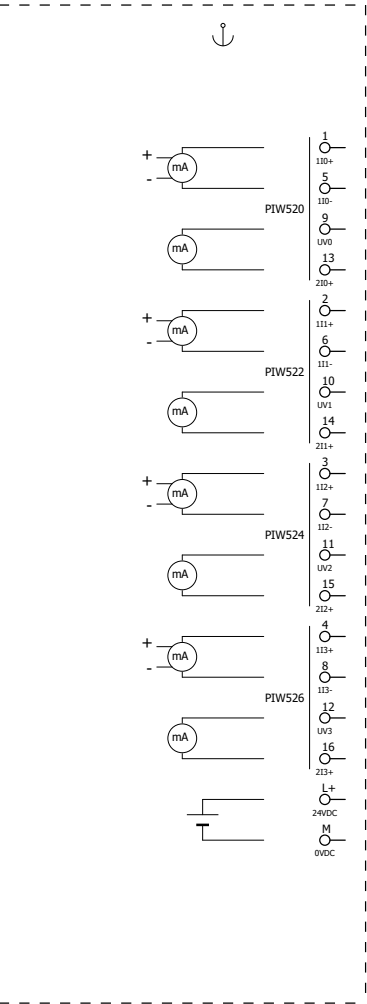 1
+
mA
1I0+
-
5
1I0-
PIW520
9
UV0
mA
13
2I0+
2
+
mA
1I1+
-
6
1I1-
PIW522
10
UV1
mA
14
2I1+
3
+
mA
1I2+
-
7
1I2-
PIW524
11
UV2
mA
15
2I2+
4
+
mA
1I3+
-
8
1I3-
PIW526
12
UV3
mA
16
2I3+
L+
24VDC
M
0VDC